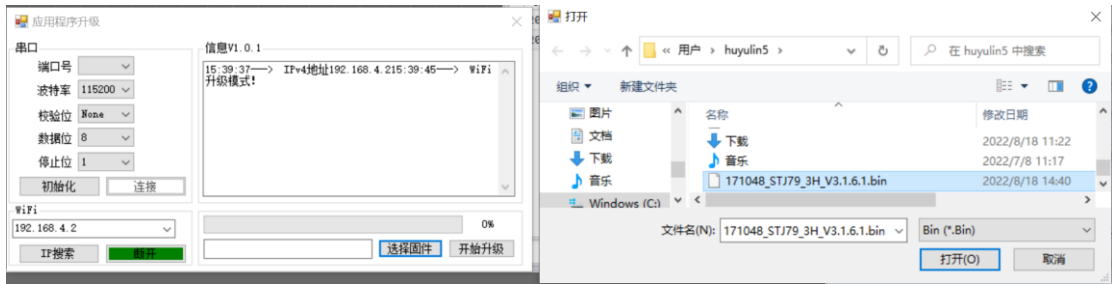 应用程序升级
串口
端口号
波特率 115200
校验位 None
数据位 8
停止位 1
初始化 连接
WiFi
192.168.4.2
IP搜索 断开
信息V1.0.1
15:39:37——> IPv4地址192.168.4.215:39:45——> WiFi
升级模式!
0%
选择固件 开始升级
打开
« 用户 › huyulin5 ›
在 huyulin5 中搜索
组织 新建文件夹
图片
文档
下载
音乐
Windows (C:)
名称 修改日期
下载 2022/8/18 11:22
音乐 2022/7/8 11:17
171048_STJ79_3H_V3.1.6.1.bin 2022/8/18 14:40
文件名(N): 171048_STJ79_3H_V3.1.6.1.bin Bin (*.Bin)
打开(O) 取消